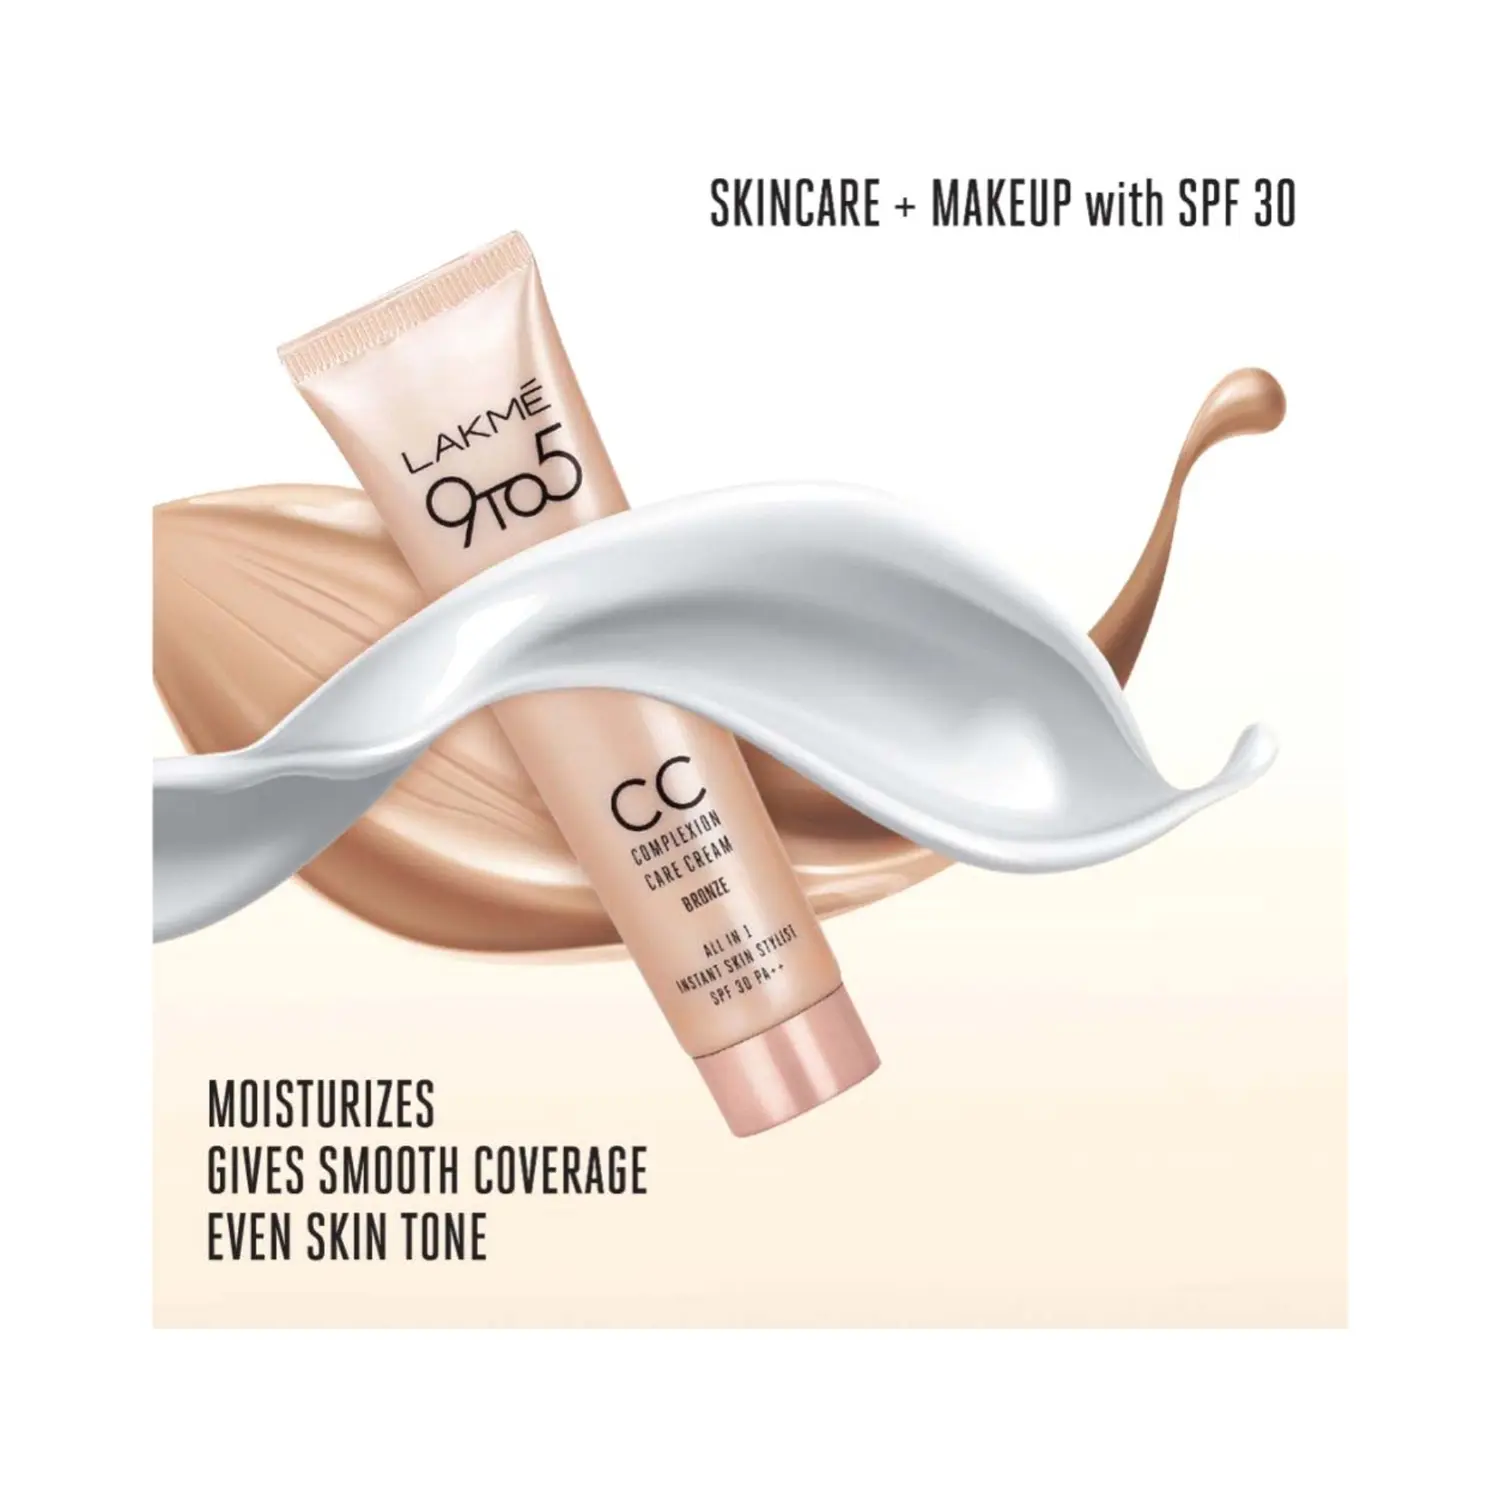 SKINCARE + MAKEUP with SPF 30
LAKMÉ
9TO5
CC
COMPLEXION
CARE CREAM
BRONZE
ALL IN 1
INSTANT SKIN STYLIST
SPF 30 PA++
MOISTURIZES
GIVES SMOOTH COVERAGE
EVEN SKIN TONE